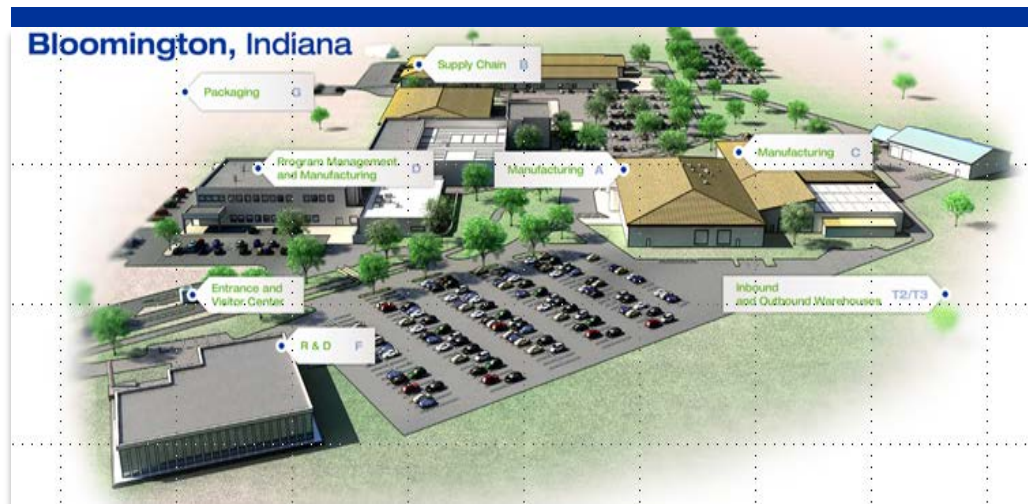 Bloomington, Indiana
Supply Chain B
Packaging G
Program Management
and Manufacturing D
Manufacturing A
Manufacturing C
Entrance and
Visitor Center
Inbound
and Outbound Warehouses T2/T3
R & D F